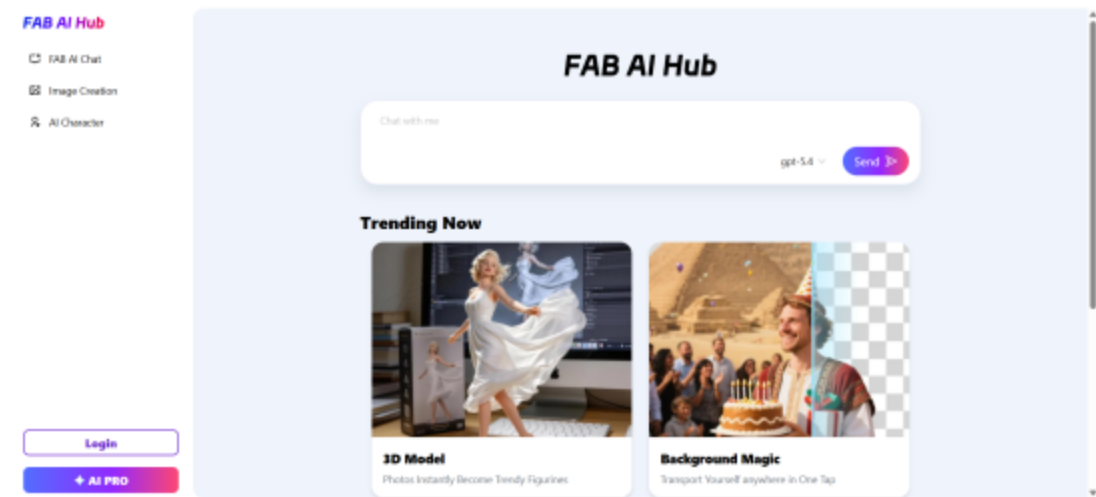 FAB AI Hub
FAB AI Chat
Image Creation
AI Character
Login
+ AI PRO
FAB AI Hub
Chat with me
gpt-5.4
Send
Trending Now
3D Model
Photos Instantly Become Trendy Figurines
Background Magic
Transport Yourself anywhere in One Tap